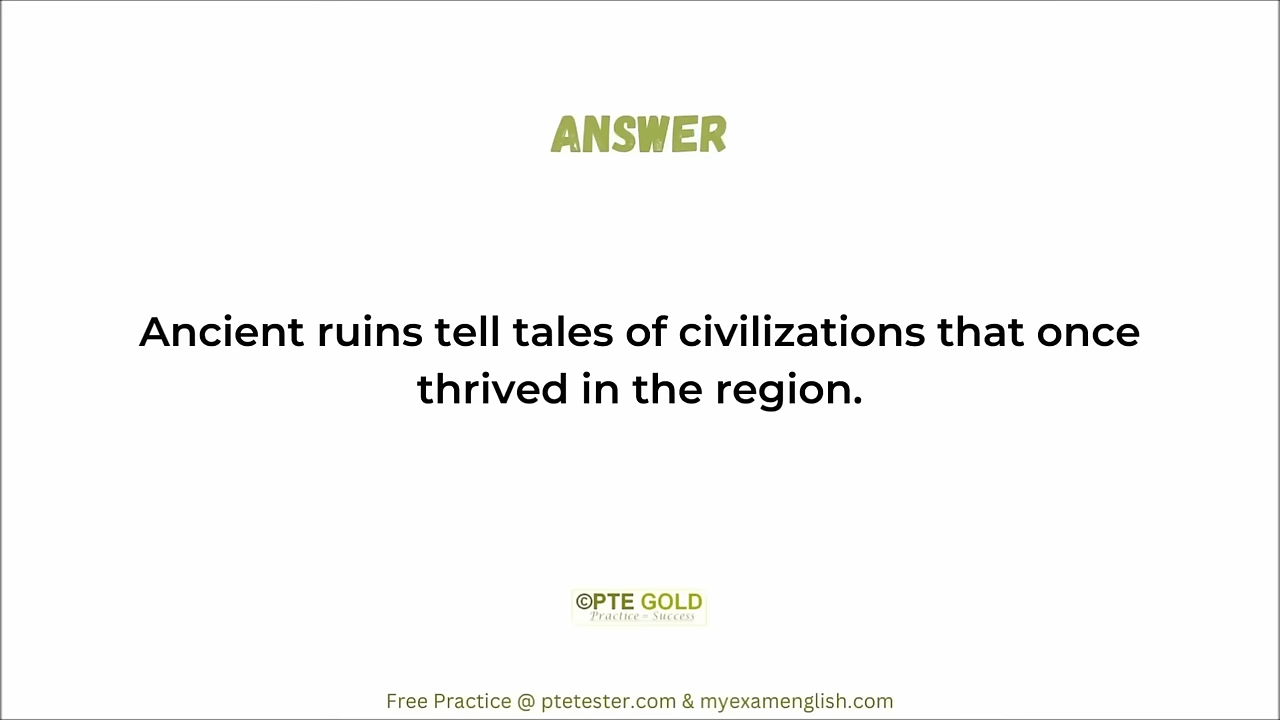 ANSWER
Ancient ruins tell tales of civilizations that once
thrived in the region.
©PTE GOLD
Practice = Success
Free Practice @ ptetester.com & myexamenglish.com